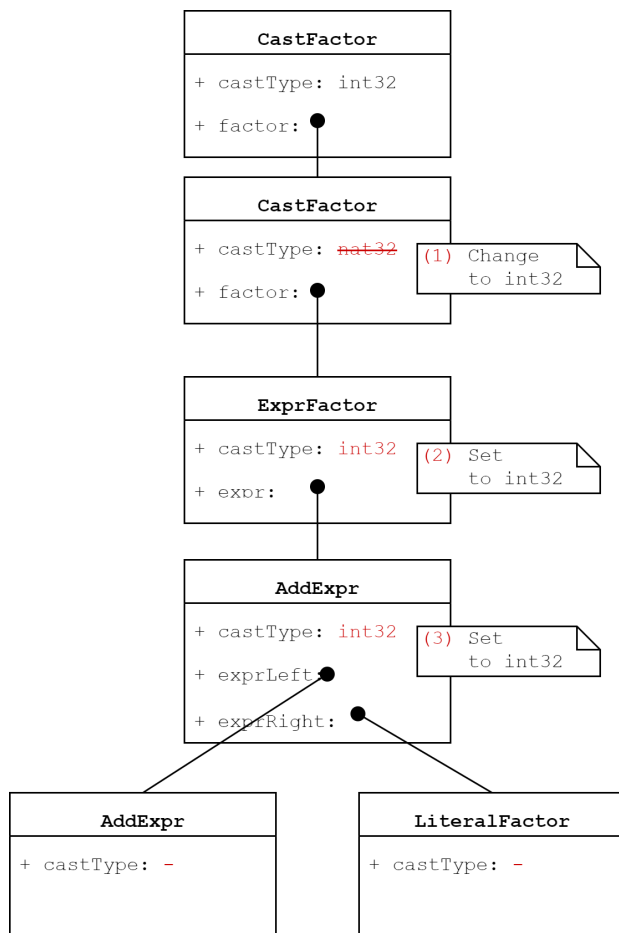 CastFactor
+ castType: int32
+ factor:
CastFactor
+ castType: nat32
(1) Change
to int32
+ factor:
ExprFactor
+ castType: int32
(2) Set
to int32
+ expr:
AddExpr
+ castType: int32
(3) Set
to int32
+ exprLeft:
+ exprRight:
AddExpr
+ castType: -
LiteralFactor
+ castType: -